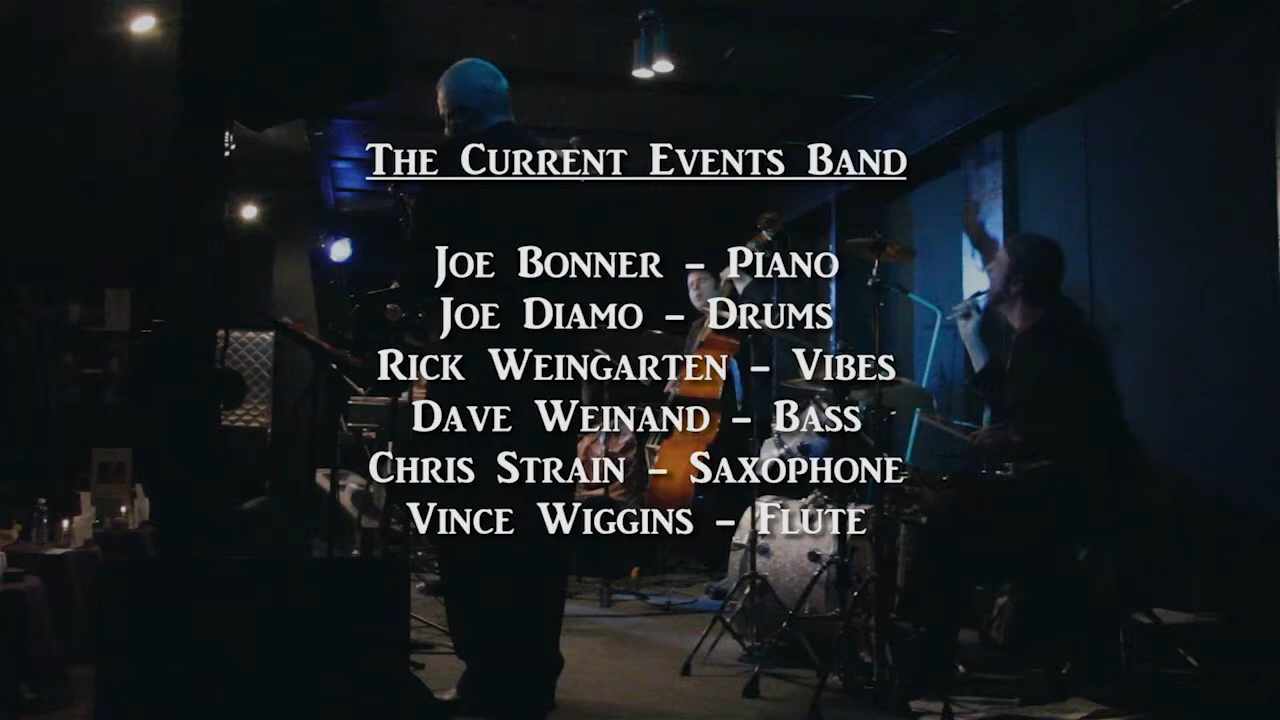 The Current Events Band
Joe Bonner – Piano
Joe Diamo – Drums
Rick Weingarten – Vibes
Dave Weinand – Bass
Chris Strain – Saxophone
Vince Wiggins – Flute